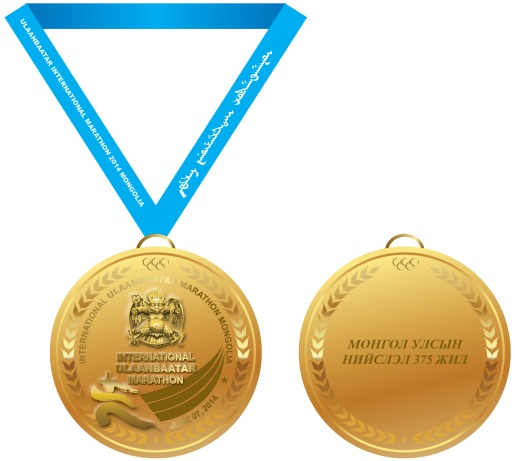 ULAANBAATAR INTERNATIONAL MARATHON 2014 MONGOLIA
INTERNATIONAL ULAANBAATAR MARATHON MONGOLIA
INTERNATIONAL
ULAANBAATAR
MARATHON
JUNE 07, 2014
МОНГОЛ УЛСЫН
НИЙСЛЭЛ 375 ЖИЛ